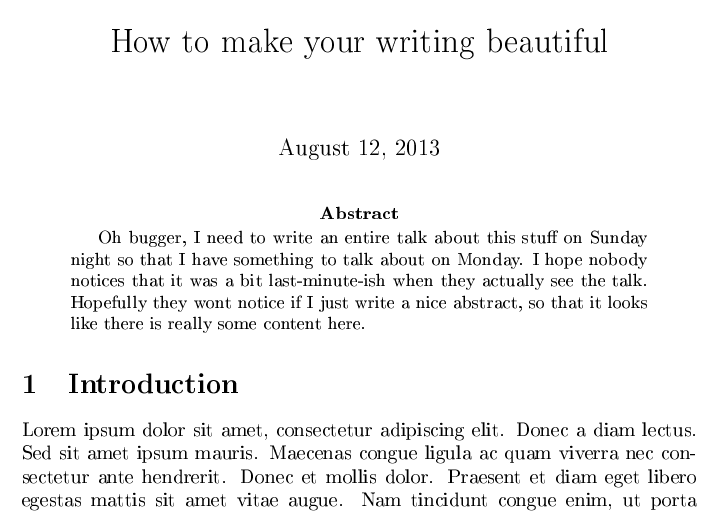 How to make your writing beautiful
August 12, 2013
Abstract
Oh bugger, I need to write an entire talk about this stuff on Sunday
night so that I have something to talk about on Monday. I hope nobody
notices that it was a bit last-minute-ish when they actually see the talk.
Hopefully they wont notice if I just write a nice abstract, so that it looks
like there is really some content here.
1 Introduction
Lorem ipsum dolor sit amet, consectetur adipiscing elit. Donec a diam lectus.
Sed sit amet ipsum mauris. Maecenas congue ligula ac quam viverra nec con-
sectetur ante hendrerit. Donec et mollis dolor. Praesent et diam eget libero
egestas mattis sit amet vitae augue. Nam tincidunt congue enim, ut porta